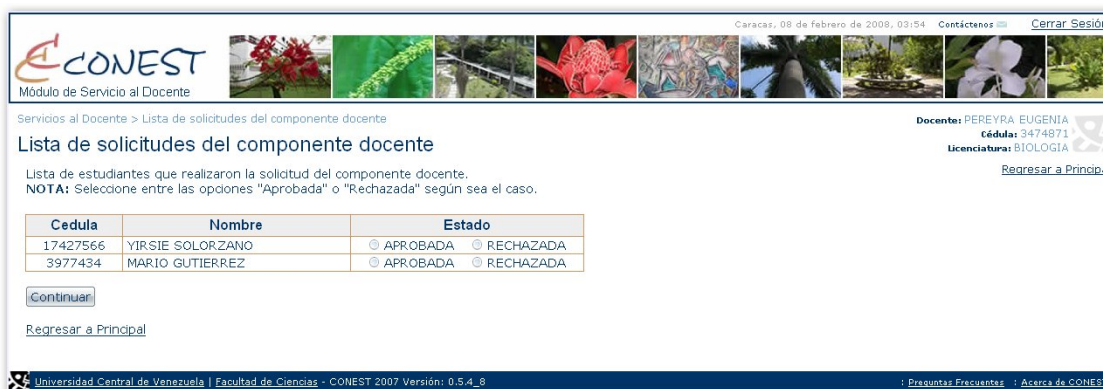 Caracas, 08 de febrero de 2008, 03:54 Contáctenos Cerrar Sesión
CONEST
Módulo de Servicio al Docente
Servicios al Docente > Lista de solicitudes del componente docente
Docente: PEREYRA EUGENIA
Cédula: 3474871
Licenciatura: BIOLOGIA
Lista de solicitudes del componente docente
Regresar a Principal
Lista de estudiantes que realizaron la solicitud del componente docente.
NOTA: Seleccione entre las opciones "Aprobada" o "Rechazada" según sea el caso.
Cedula Nombre Estado
17427566 YIRSIE SOLORZANO APROBADA RECHAZADA
3977434 MARIO GUTIERREZ APROBADA RECHAZADA
Continuar
Regresar a Principal
Universidad Central de Venezuela | Facultad de Ciencias - CONEST 2007 Versión: 0.5.4_8 : Preguntas Frecuentes : Acerca de CONEST